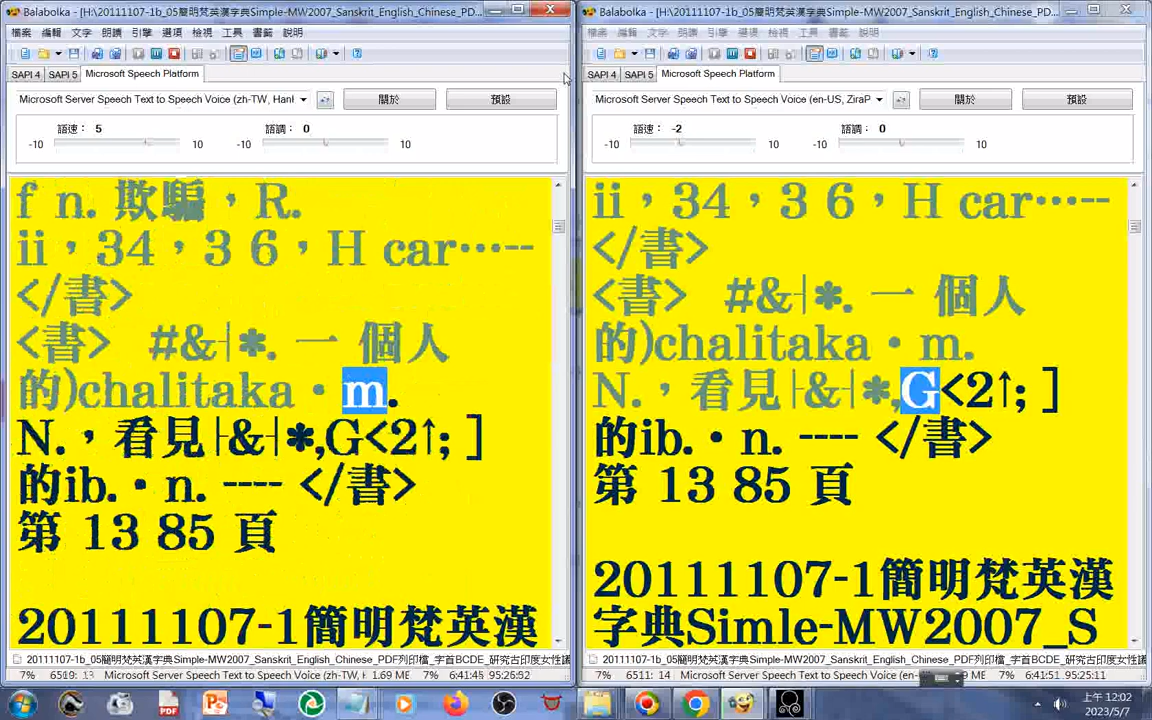 Balabolka - [H:\20111107-1b_05簡明梵英漢字典Simple-MW2007_Sanskrit_English_Chinese_PD...
檔案 編輯 文字 朗讀 引擎 選項 檢視 工具 書籤 說明
SAPI 4 SAPI 5 Microsoft Speech Platform
Microsoft Server Speech Text to Speech Voice (zh-TW, HanH 關於 預設
語速： 5 語調： 0
-10 10 -10 10
f n. 欺騙，R.
ii，34，3 6，H car…--
</書>
<書> #&┤*. 一 個人
的)chalitaka・m.
N.，看見├&┤*,G<2↑; ]
的ib.・n. ---- </書>
第 13 85 頁
20111107-1簡明梵英漢
20111107-1b_05簡明梵英漢字典Simple-MW2007_Sanskrit_English_Chinese_PDF列印檔_字首BCDE_研究古印度女性議
7% 6519: 13 Microsoft Server Speech Text to Speech Voice (zh-TW, H 1.69 ME 7% 6:41:45 95:26:52
Balabolka - [H:\20111107-1b_05簡明梵英漢字典Simple-MW2007_Sanskrit_English_Chinese_PD...
檔案 編輯 文字 朗讀 引擎 選項 檢視 工具 書籤 說明
SAPI 4 SAPI 5 Microsoft Speech Platform
Microsoft Server Speech Text to Speech Voice (en-US, ZiraP 關於 預設
語速： -2 語調： 0
-10 10 -10 10
ii，34，3 6，H car…--
</書>
<書> #&┤*. 一 個人
的)chalitaka・m.
N.，看見├&┤*,G<2↑; ]
的ib.・n. ---- </書>
第 13 85 頁
20111107-1簡明梵英漢
字典Simle-MW2007_S
20111107-1b_05簡明梵英漢字典Simple-MW2007_Sanskrit_English_Chinese_PDF列印檔_字首BCDE_研究古印度女性議
7% 6511: 14 Microsoft Server Speech Text to Speech Voice (en-U ME 7% 6:41:51 95:25:11
上午 12:02
2023/5/7